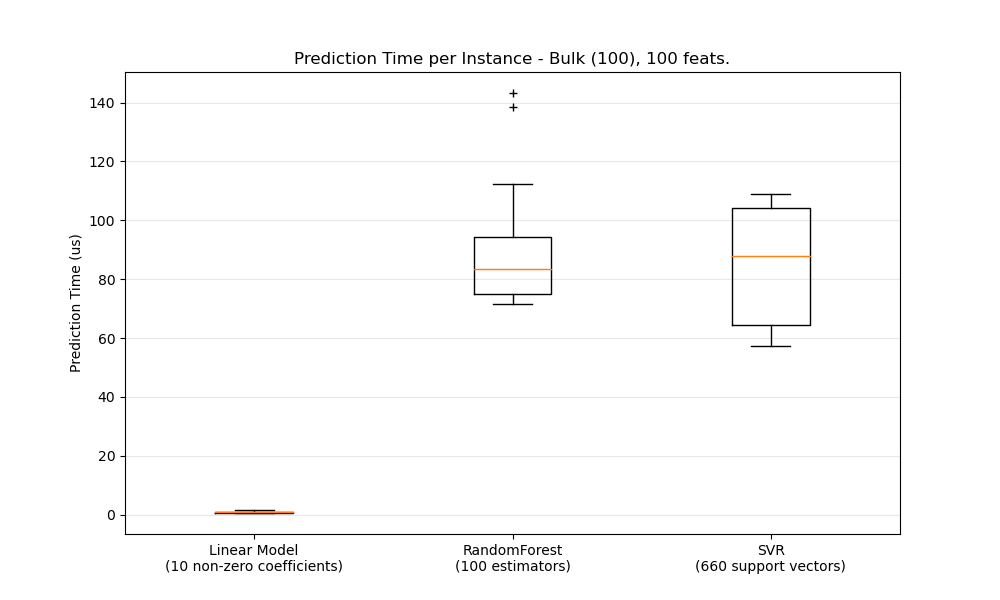 Prediction Time per Instance - Bulk (100), 100 feats.
140
120
100
80
60
40
20
0
Prediction Time (us)
Linear Model
(10 non-zero coefficients)
RandomForest
(100 estimators)
SVR
(660 support vectors)